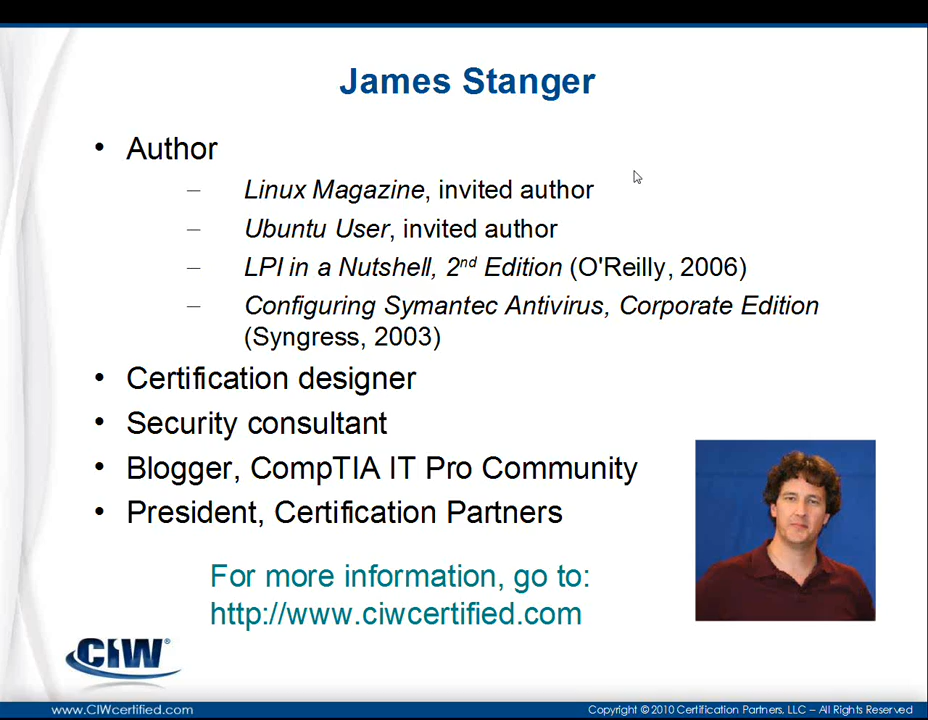 James Stanger
• Author
– Linux Magazine, invited author
– Ubuntu User, invited author
– LPI in a Nutshell, 2nd Edition (O'Reilly, 2006)
– Configuring Symantec Antivirus, Corporate Edition
(Syngress, 2003)
• Certification designer
• Security consultant
• Blogger, CompTIA IT Pro Community
• President, Certification Partners
For more information, go to:
http://www.ciwcertified.com
CIW®
www.CIWcertified.com
Copyright © 2010 Certification Partners, LLC – All Rights Reserved